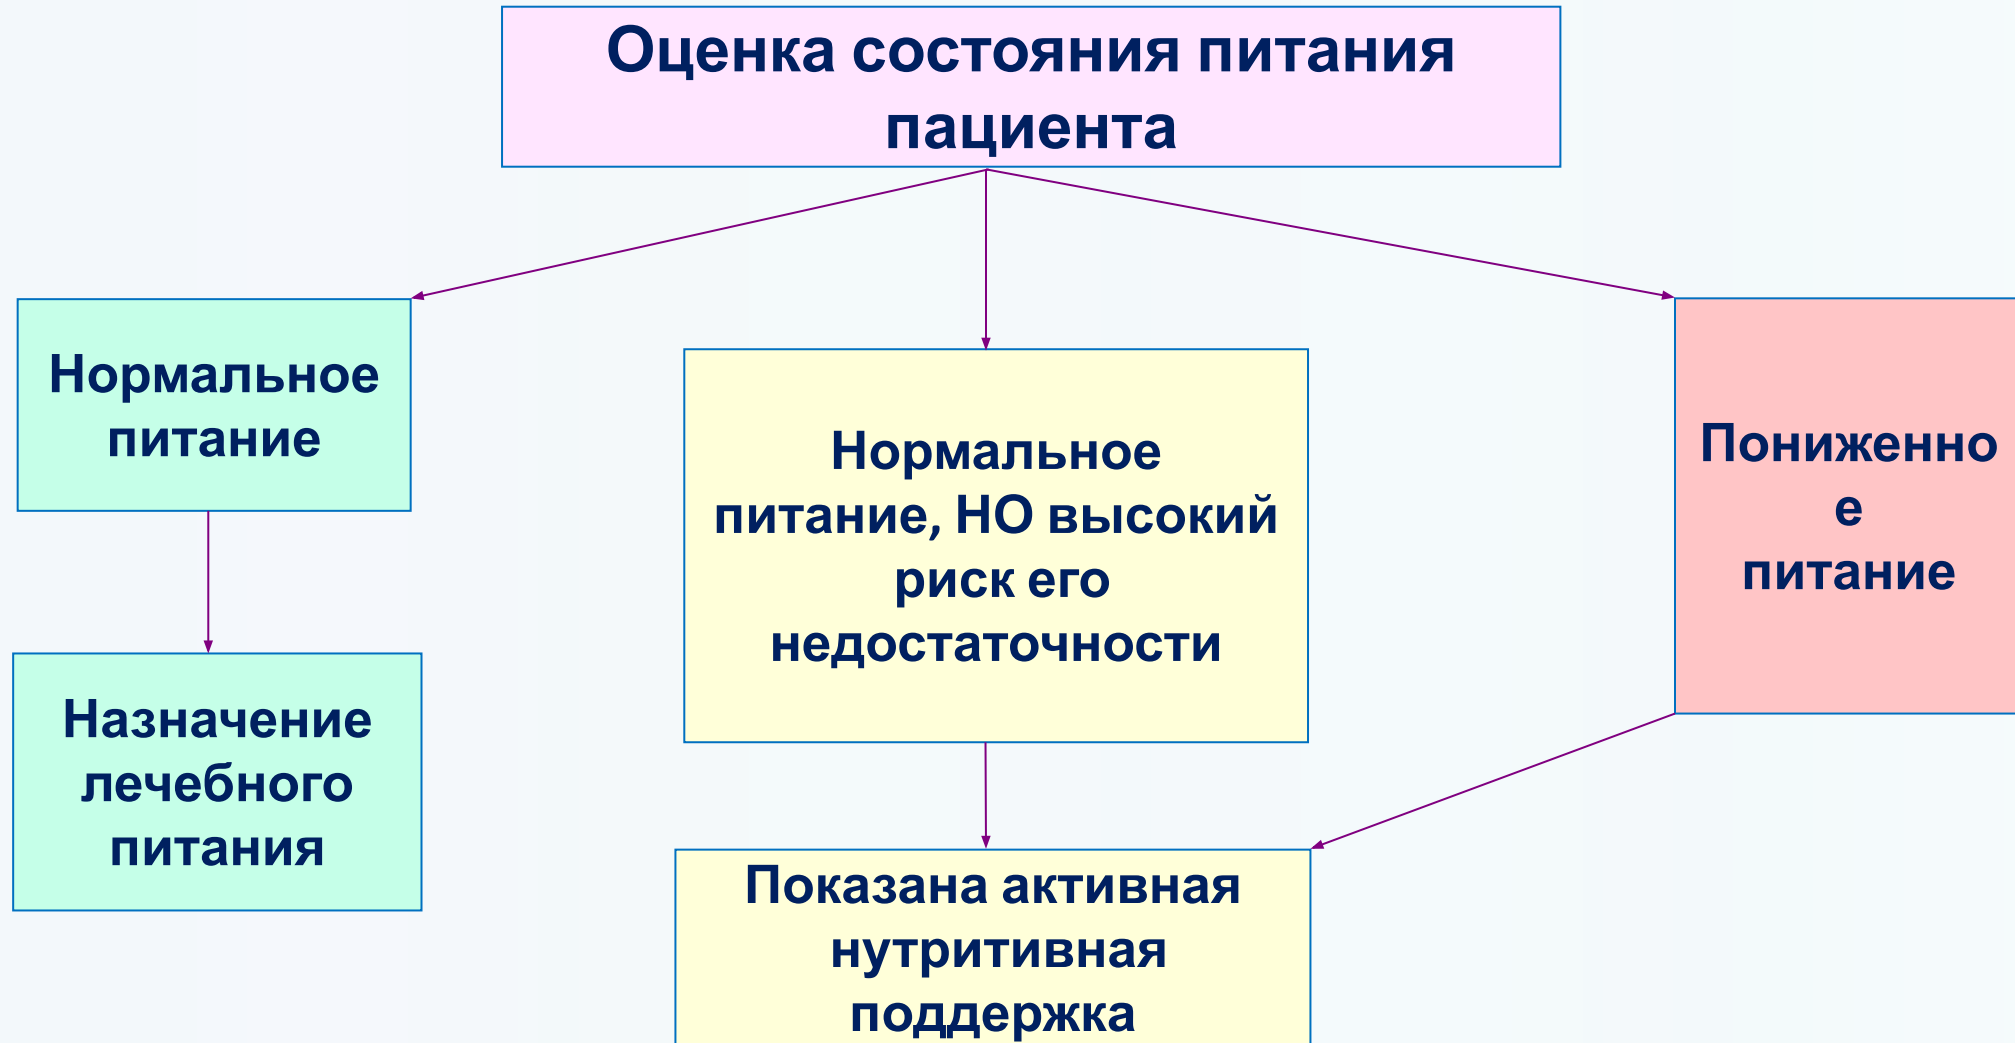 Оценка состояния питания
пациента
Нормальное
питание
Нормальное
питание, НО высокий
риск его
недостаточности
Пониженно
е
питание
Назначение
лечебного
питания
Показана активная
нутритивная
поддержка